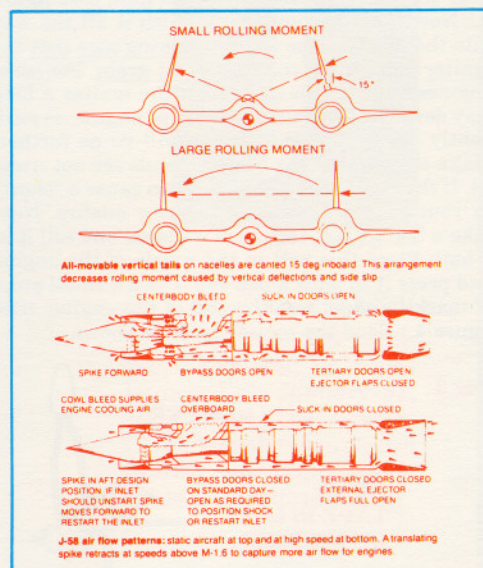 SMALL ROLLING MOMENT
15°
LARGE ROLLING MOMENT
All-movable vertical tails on nacelles are canted 15 deg inboard. This arrangement
decreases rolling moment caused by vertical deflections and side slip
CENTERBODY BLEED SUCK IN DOORS OPEN
SPIKE FORWARD BYPASS DOORS OPEN TERTIARY DOORS OPEN
EJECTOR FLAPS CLOSED
COWL BLEED SUPPLIES CENTERBODY BLEED
ENGINE COOLING AIR OVERBOARD SUCK IN DOORS CLOSED
SPIKE IN AFT DESIGN BYPASS DOORS CLOSED TERTIARY DOORS CLOSED
POSITION. IF INLET ON STANDARD DAY— EXTERNAL EJECTOR
SHOULD UNSTART SPIKE OPEN AS REQUIRED FLAPS FULL OPEN
MOVES FORWARD TO TO POSITION SHOCK
RESTART THE INLET OR RESTART INLET
J-58 air flow patterns: static aircraft at top and at high speed at bottom. A translating
spike retracts at speeds above M-1.6 to capture more air flow for engines.